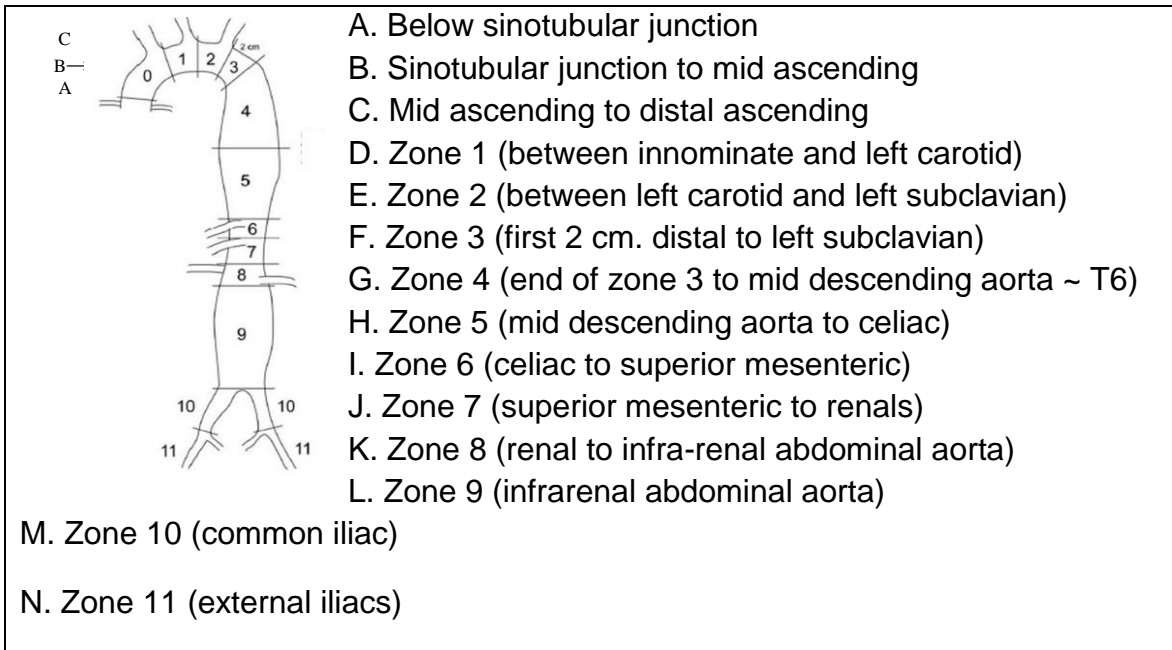 C
B
A
0
1
2
2 cm
3
4
5
6
7
8
9
10
10
11
11
A. Below sinotubular junction
B. Sinotubular junction to mid ascending
C. Mid ascending to distal ascending
D. Zone 1 (between innominate and left carotid)
E. Zone 2 (between left carotid and left subclavian)
F. Zone 3 (first 2 cm. distal to left subclavian)
G. Zone 4 (end of zone 3 to mid descending aorta ~ T6)
H. Zone 5 (mid descending aorta to celiac)
I. Zone 6 (celiac to superior mesenteric)
J. Zone 7 (superior mesenteric to renals)
K. Zone 8 (renal to infra-renal abdominal aorta)
L. Zone 9 (infrarenal abdominal aorta)
M. Zone 10 (common iliac)
N. Zone 11 (external iliacs)